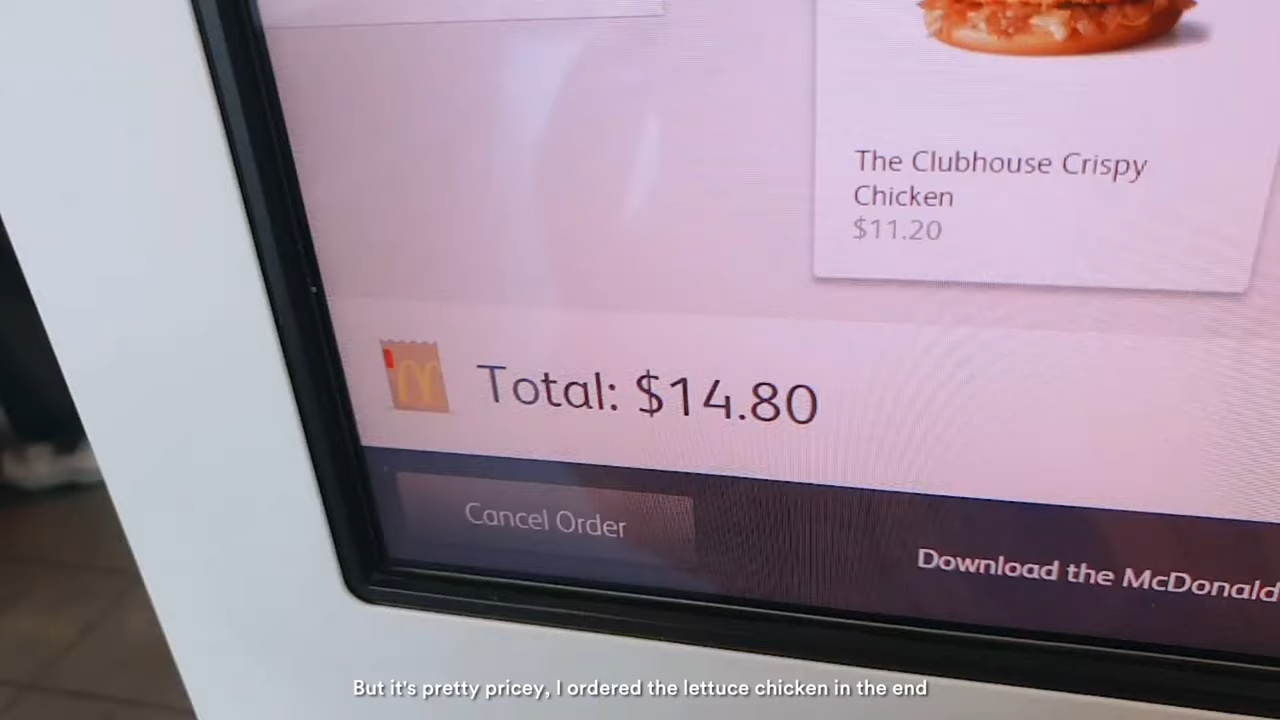 The Clubhouse Crispy
Chicken
$11.20
Total: $14.80
Cancel Order
Download the McDonald
But it's pretty pricey, I ordered the lettuce chicken in the end